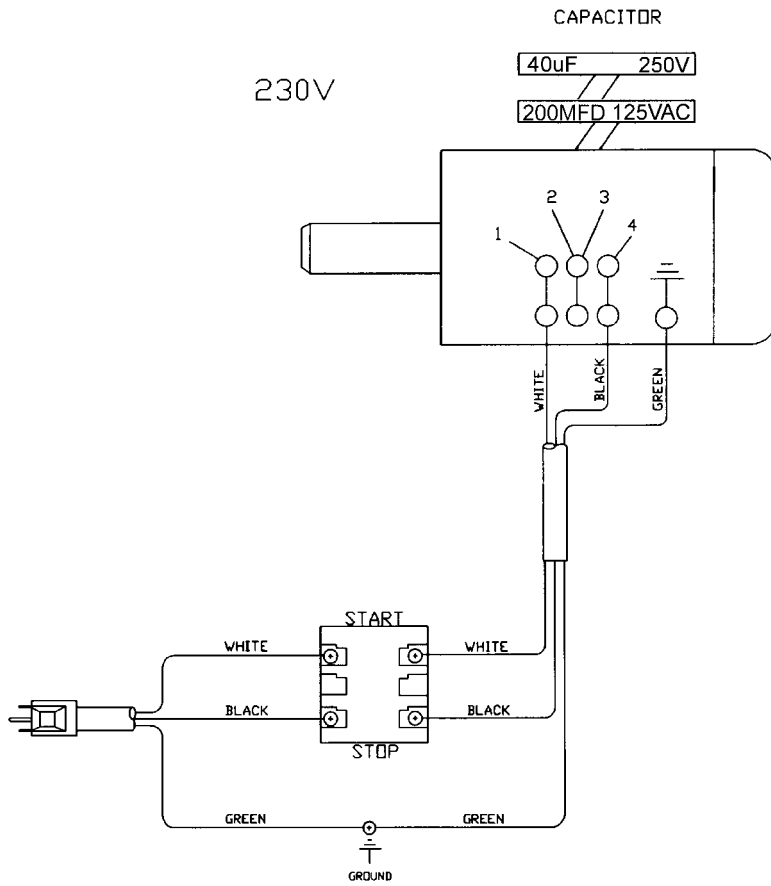 CAPACITOR
40uF 250V
230V
200MFD 125VAC
2 3
1 4
WHITE
BLACK
GREEN
START
WHITE WHITE
BLACK BLACK
STOP
GREEN GREEN
GROUND